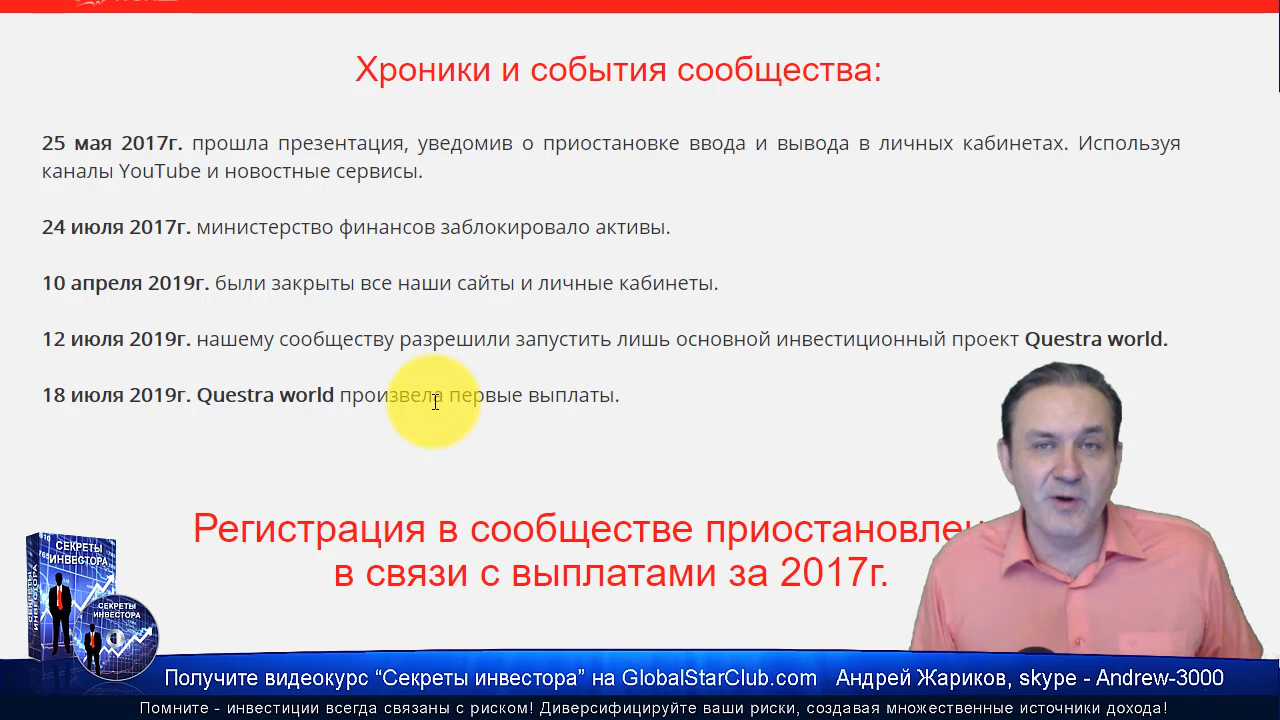 Хроники и события сообщества:
25 мая 2017г. прошла презентация, уведомив о приостановке ввода и вывода в личных кабинетах. Используя
каналы YouTube и новостные сервисы.
24 июля 2017г. министерство финансов заблокировало активы.
10 апреля 2019г. были закрыты все наши сайты и личные кабинеты.
12 июля 2019г. нашему сообществу разрешили запустить лишь основной инвестиционный проект Questra world.
18 июля 2019г. Questra world произвела первые выплаты.
Регистрация в сообществе
в связи с выплатами за 2017г.
СЕКРЕТЫ
ИНВЕСТОРА
СЕКРЕТЫ
ИНВЕСТОРА
Получите видеокурс “Секреты инвестора” на GlobalStarClub.com Андрей Жариков, skype - Andrew-3000
Помните - инвестиции всегда связаны с риском! Диверсифицируйте ваши риски, создавая множественные источники дохода!